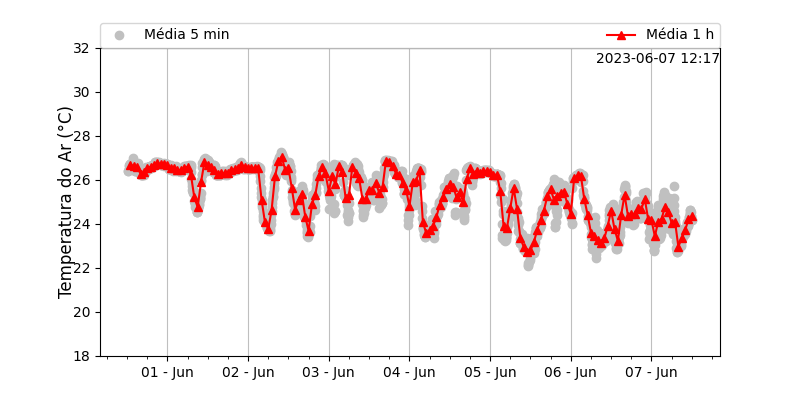 Média 5 min
Média 1 h
2023-06-07 12:17
Temperatura do Ar (°C)
32
30
28
26
24
22
20
18
01 - Jun
02 - Jun
03 - Jun
04 - Jun
05 - Jun
06 - Jun
07 - Jun